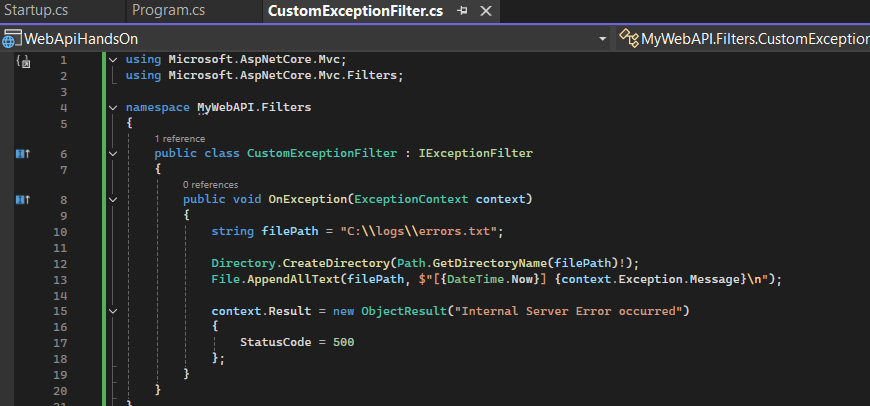 Startup.cs Program.cs CustomExceptionFilter.cs
WebApiHandsOn MyWebAPI.Filters.CustomException
1 using Microsoft.AspNetCore.Mvc;
2 using Microsoft.AspNetCore.Mvc.Filters;
3
4 namespace MyWebAPI.Filters
5 {
1 reference
6 public class CustomExceptionFilter : IExceptionFilter
7 {
0 references
8 public void OnException(ExceptionContext context)
9 {
10 string filePath = "C:\\logs\\errors.txt";
11
12 Directory.CreateDirectory(Path.GetDirectoryName(filePath)!);
13 File.AppendAllText(filePath, $"[{DateTime.Now}] {context.Exception.Message}\n");
14
15 context.Result = new ObjectResult("Internal Server Error occurred")
16 {
17 StatusCode = 500
18 };
19 }
20 }
21 }